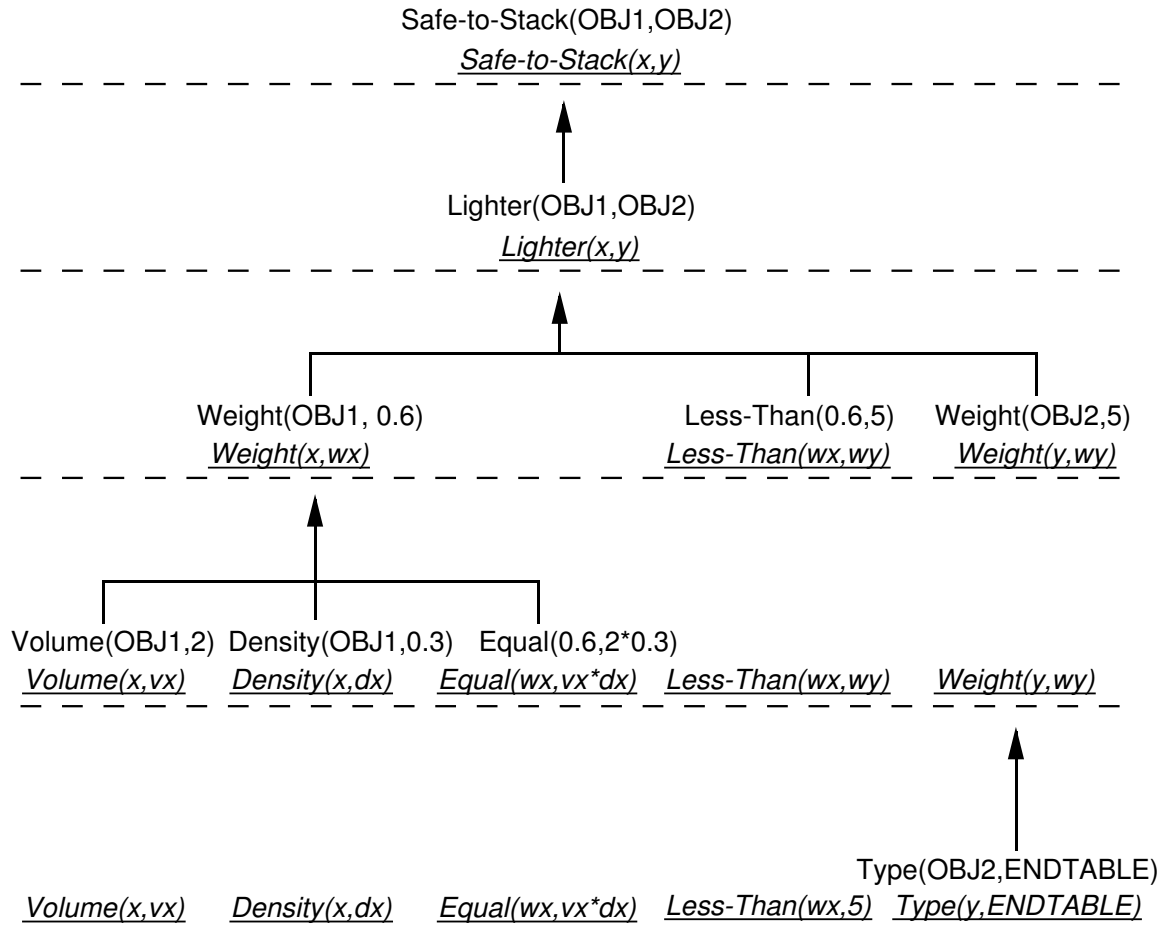 Safe-to-Stack(OBJ1,OBJ2)
Safe-to-Stack(x,y)
Lighter(OBJ1,OBJ2)
Lighter(x,y)
Weight(OBJ1, 0.6) Less-Than(0.6,5) Weight(OBJ2,5)
Weight(x,wx) Less-Than(wx,wy) Weight(y,wy)
Volume(OBJ1,2) Density(OBJ1,0.3) Equal(0.6,2*0.3)
Volume(x,vx) Density(x,dx) Equal(wx,vx*dx) Less-Than(wx,wy) Weight(y,wy)
Type(OBJ2,ENDTABLE)
Volume(x,vx) Density(x,dx) Equal(wx,vx*dx) Less-Than(wx,5) Type(y,ENDTABLE)